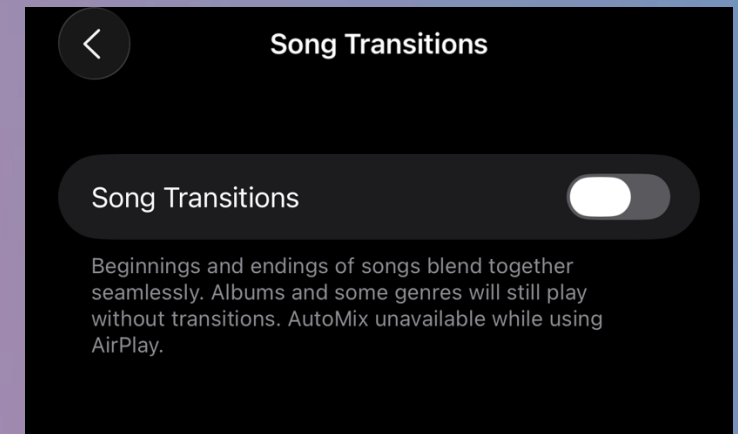 Song Transitions
Song Transitions
Beginnings and endings of songs blend together
seamlessly. Albums and some genres will still play
without transitions. AutoMix unavailable while using
AirPlay.